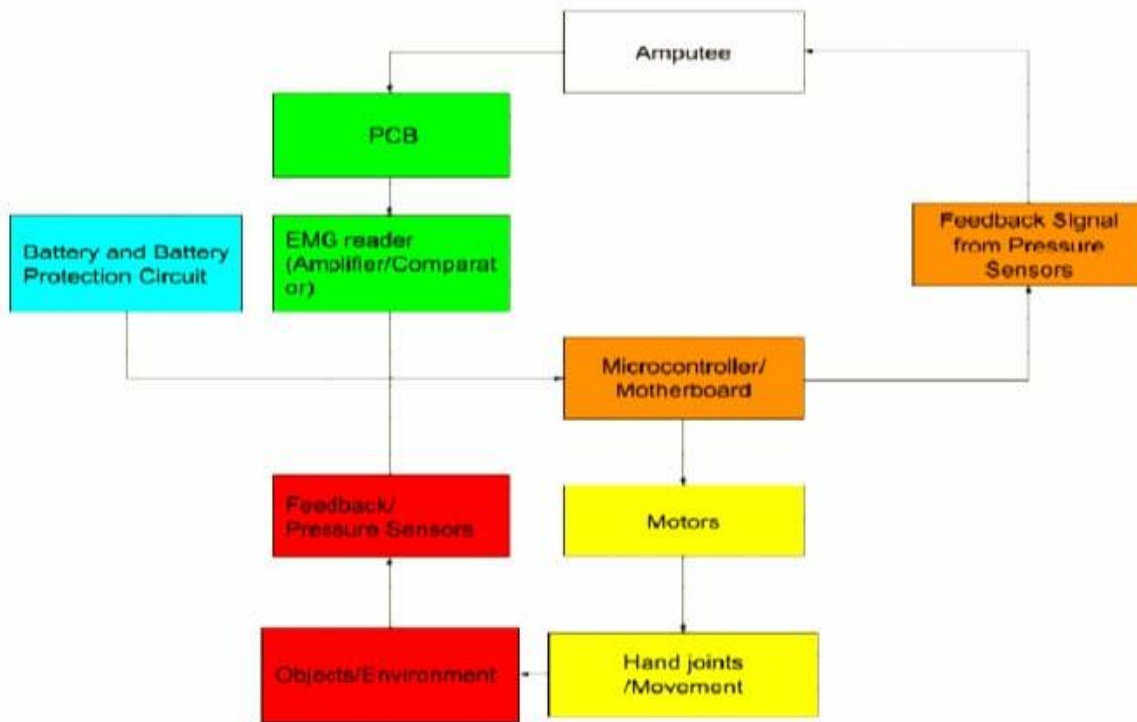 Amputee
PCB
Battery and Battery
Protection Circuit
EMG reader
(Amplifier/Comparat
or)
Feedback Signal
from Pressure
Sensors
Microcontroller/
Motherboard
Feedback/
Pressure Sensors
Motors
Objects/Environment
Hand joints
/Movement